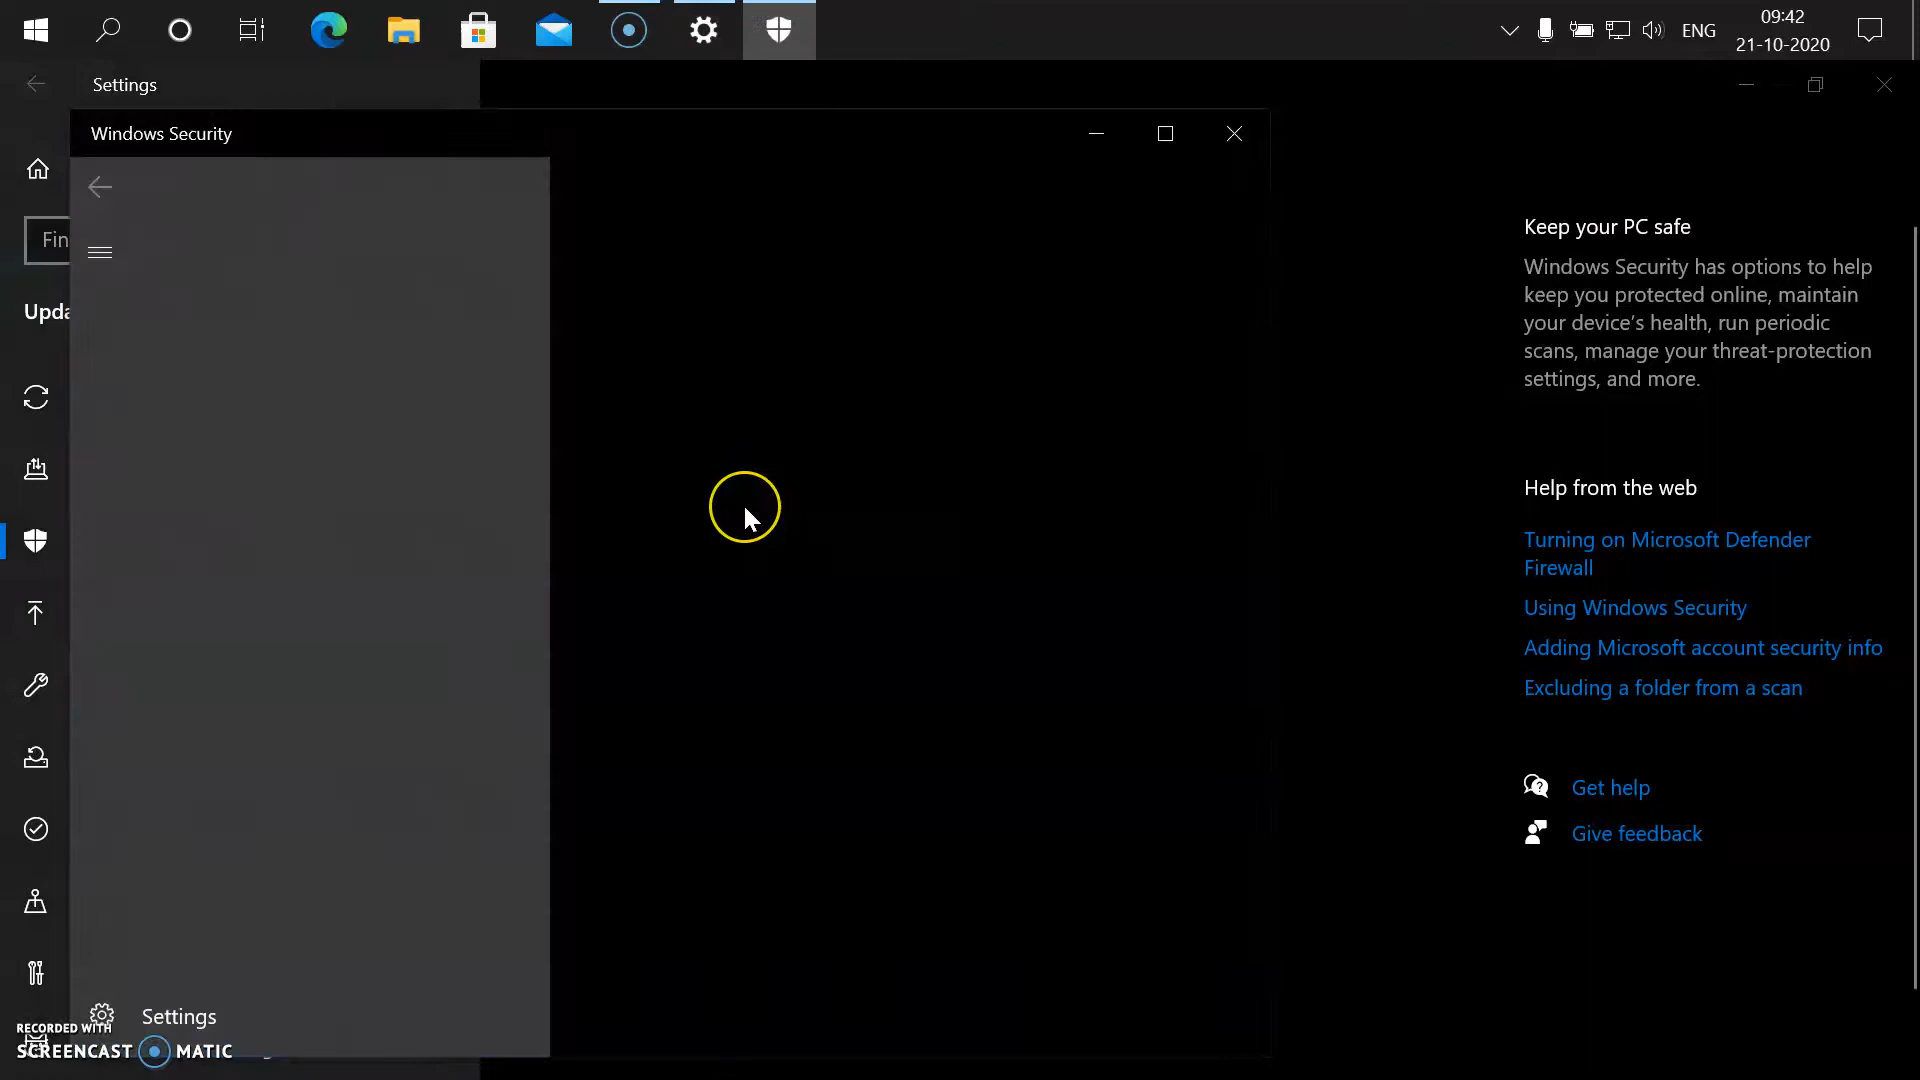 ENG
09:42
21-10-2020
Settings
Windows Security
Fin
Upda
Keep your PC safe
Windows Security has options to help
keep you protected online, maintain
your device's health, run periodic
scans, manage your threat-protection
settings, and more.
Help from the web
Turning on Microsoft Defender
Firewall
Using Windows Security
Adding Microsoft account security info
Excluding a folder from a scan
Get help
Give feedback
Settings
RECORDED WITH
SCREENCAST MATIC